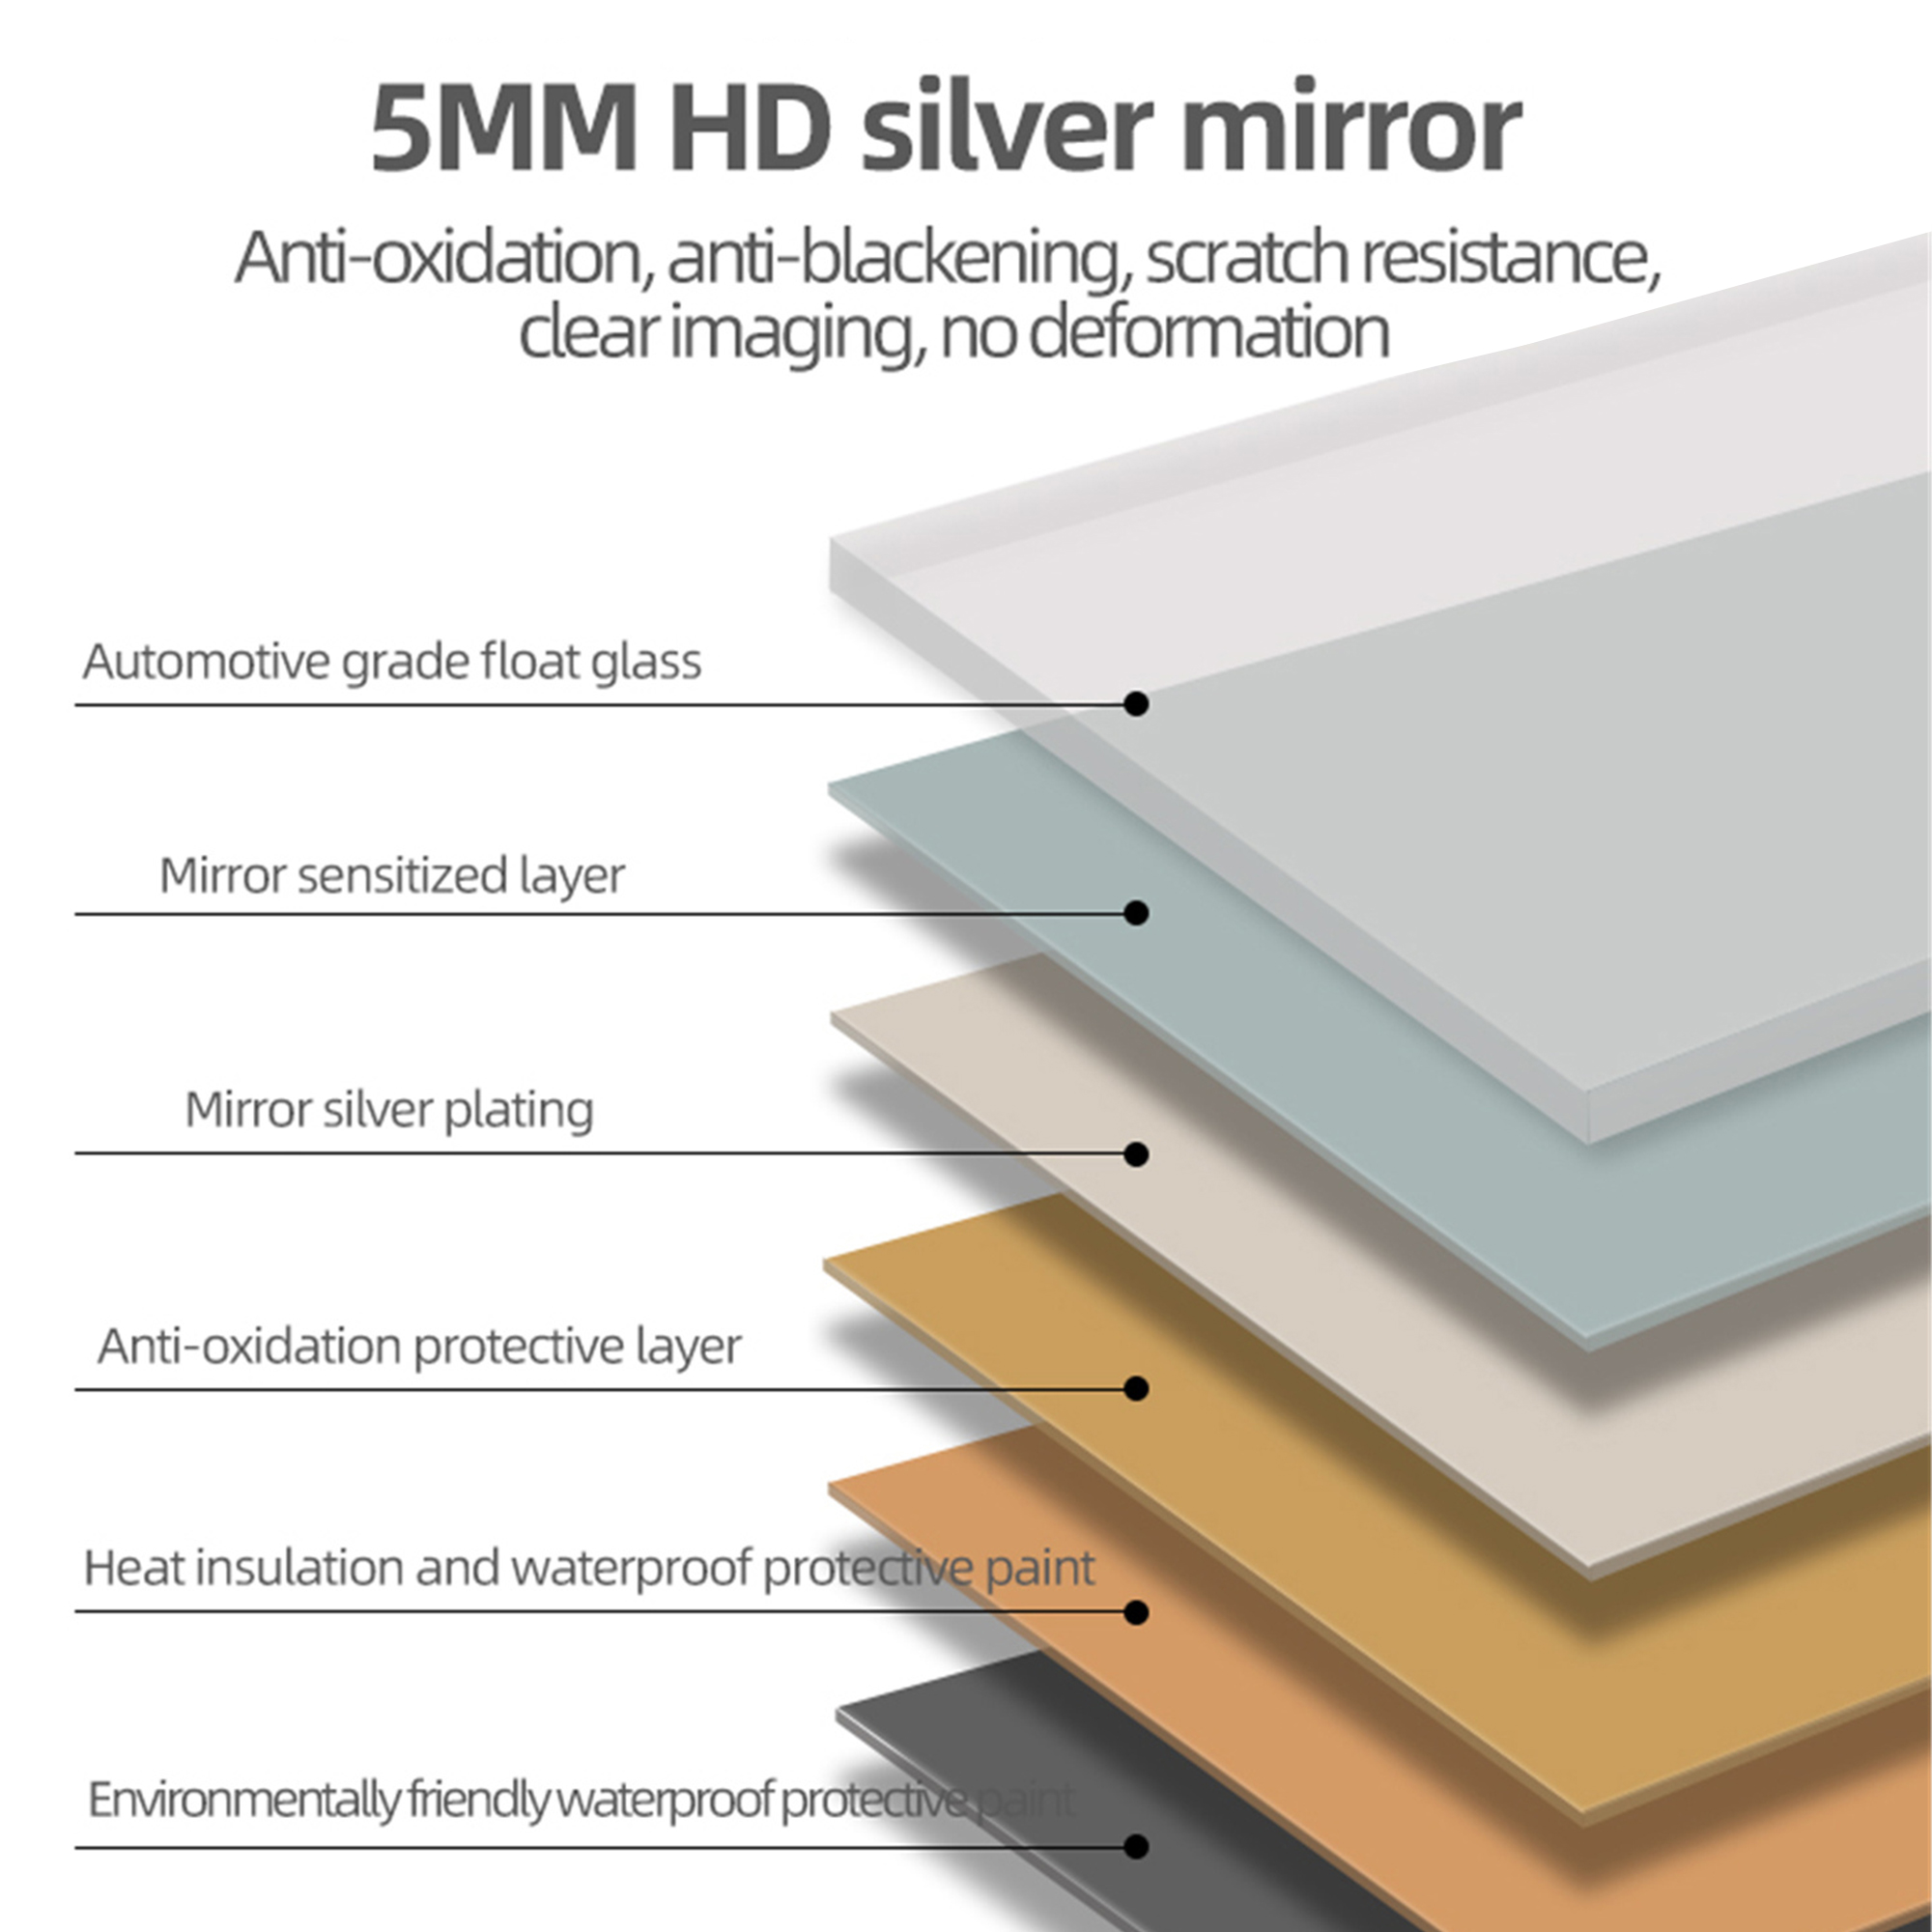 5MM HD silver mirror
Anti-oxidation, anti-blackening, scratch resistance,
clear imaging, no deformation
Automotive grade float glass
Mirror sensitized layer
Mirror silver plating
Anti-oxidation protective layer
Heat insulation and waterproof protective paint
Environmentally friendly waterproof protective paint